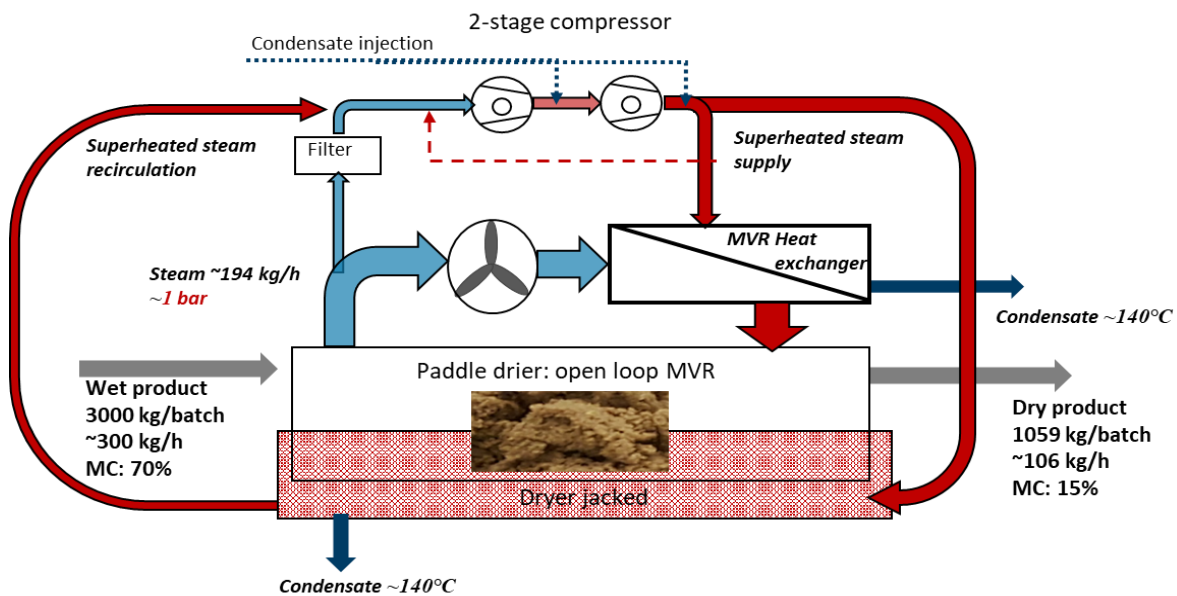 2-stage compressor
Condensate injection
Superheated steam
recirculation
Filter
Superheated steam
supply
MVR Heat
exchanger
Steam ~194 kg/h
~1 bar
Condensate ~140°C
Wet product
3000 kg/batch
~300 kg/h
MC: 70%
Paddle drier: open loop MVR
Dry product
1059 kg/batch
~106 kg/h
MC: 15%
Dryer jacked
Condensate ~140°C